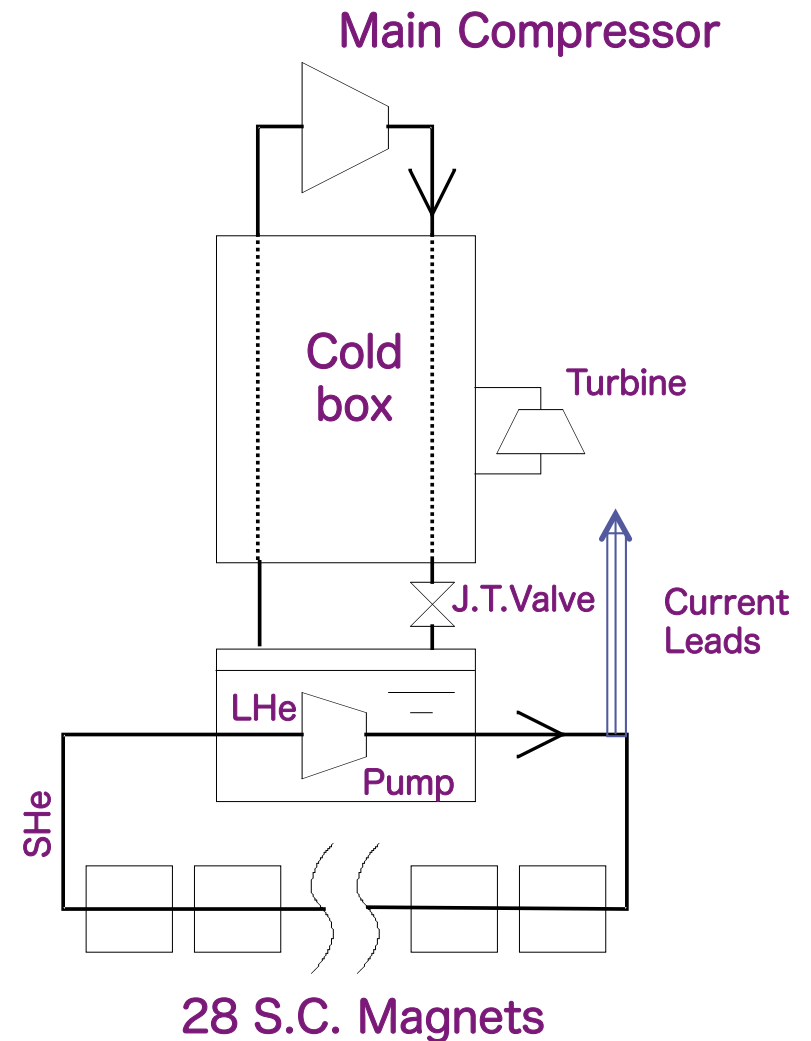 Main Compressor
Cold
box
Turbine
J.T.Valve
Current
Leads
LHe
Pump
SHe
28 S.C. Magnets